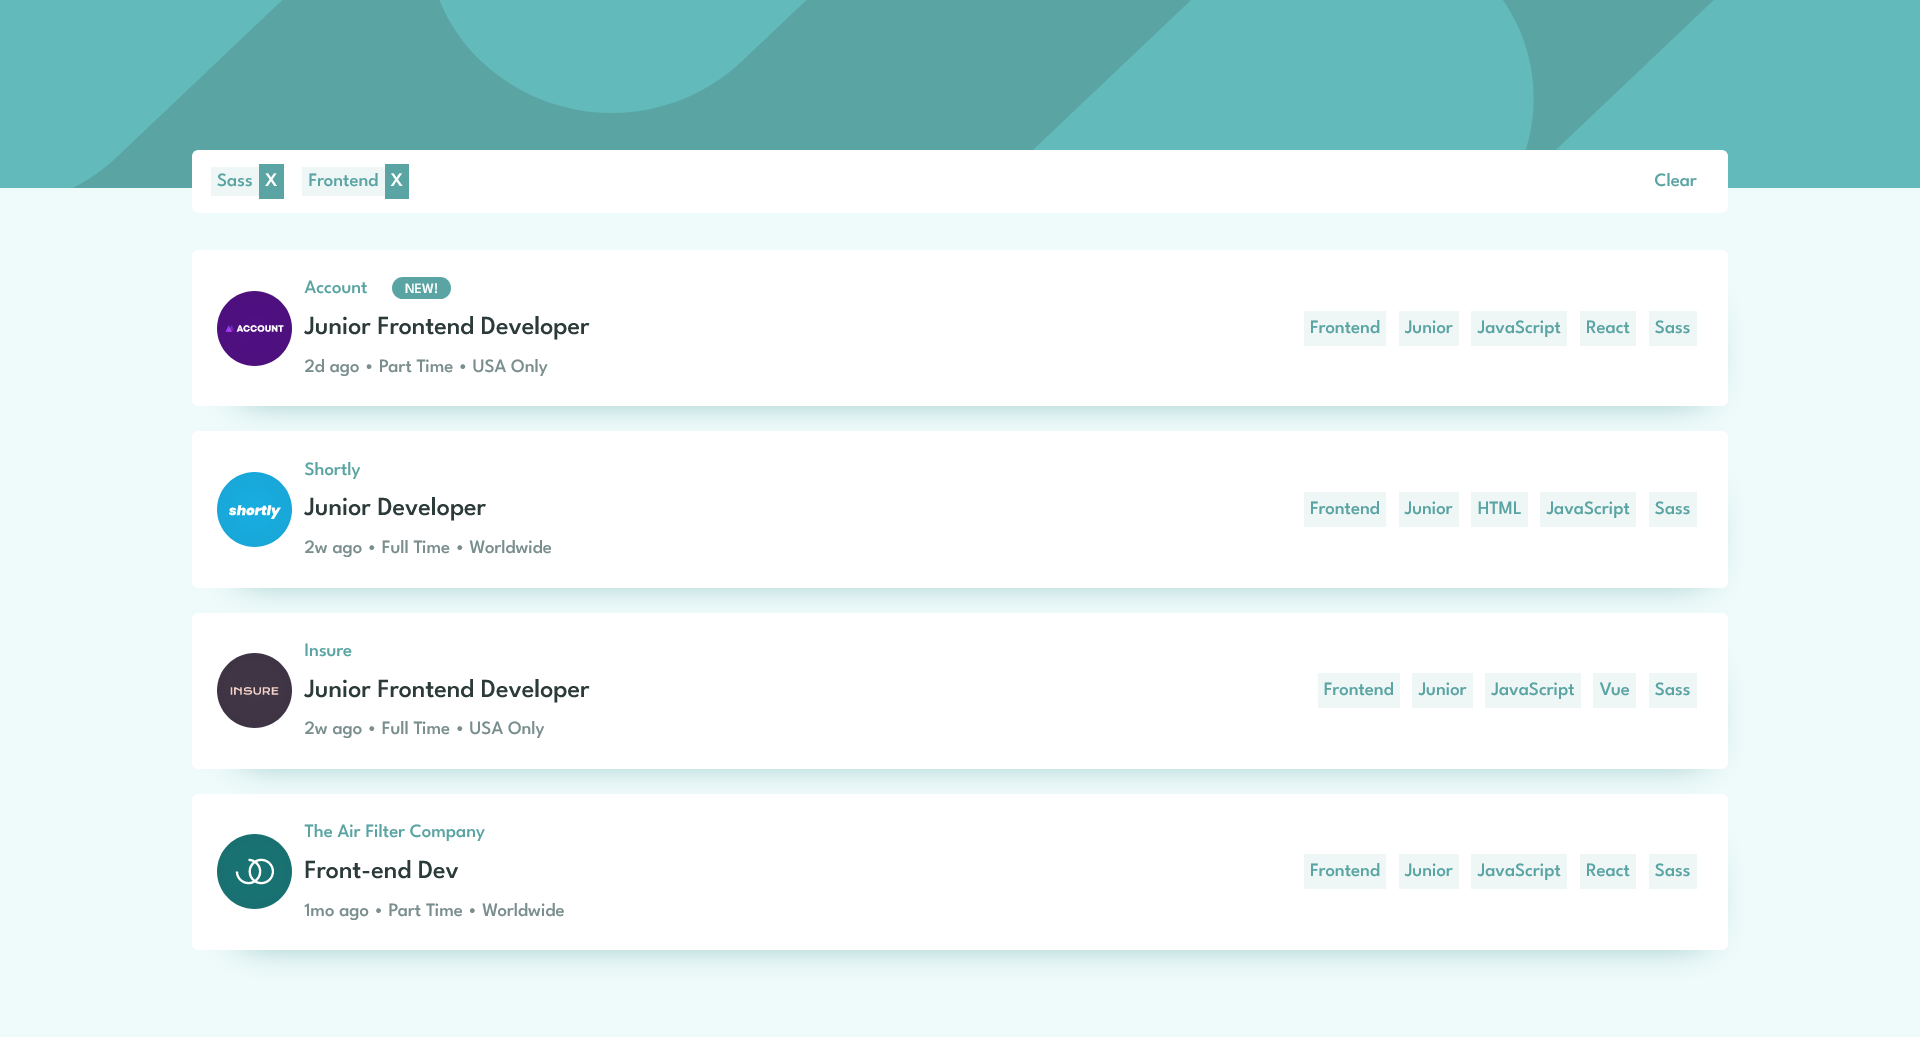 Sass X Frontend X Clear
Account NEW!
ACCOUNT
Junior Frontend Developer
2d ago • Part Time • USA Only
Frontend Junior JavaScript React Sass
Shortly
shortly
Junior Developer
2w ago • Full Time • Worldwide
Frontend Junior HTML JavaScript Sass
Insure
INSURE
Junior Frontend Developer
2w ago • Full Time • USA Only
Frontend Junior JavaScript Vue Sass
The Air Filter Company
Front-end Dev
1mo ago • Part Time • Worldwide
Frontend Junior JavaScript React Sass